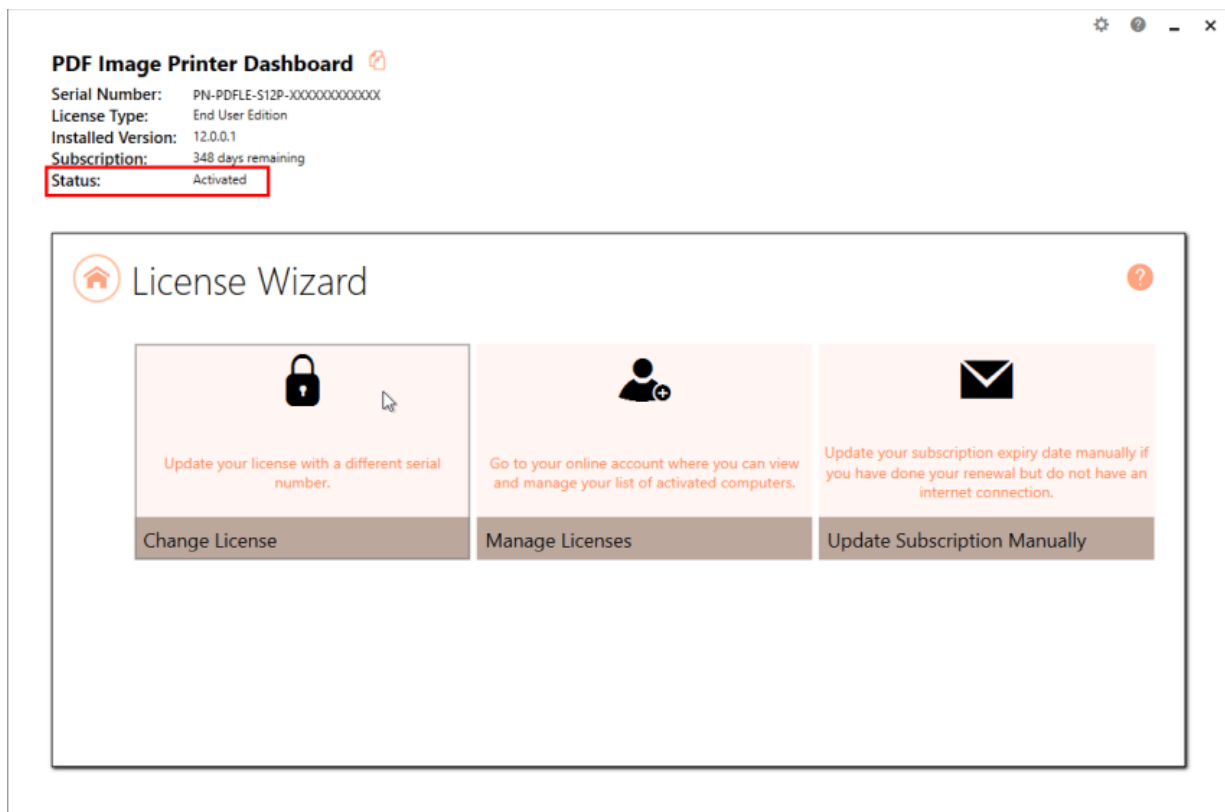 PDF Image Printer Dashboard
Serial Number: PN-PDFLE-S12P-XXXXXXXXXXXX
License Type: End User Edition
Installed Version: 12.0.0.1
Subscription: 348 days remaining
Status: Activated
License Wizard
Update your license with a different serial
number.
Change License
Go to your online account where you can view
and manage your list of activated computers.
Manage Licenses
Update your subscription expiry date manually if
you have done your renewal but do not have an
internet connection.
Update Subscription Manually